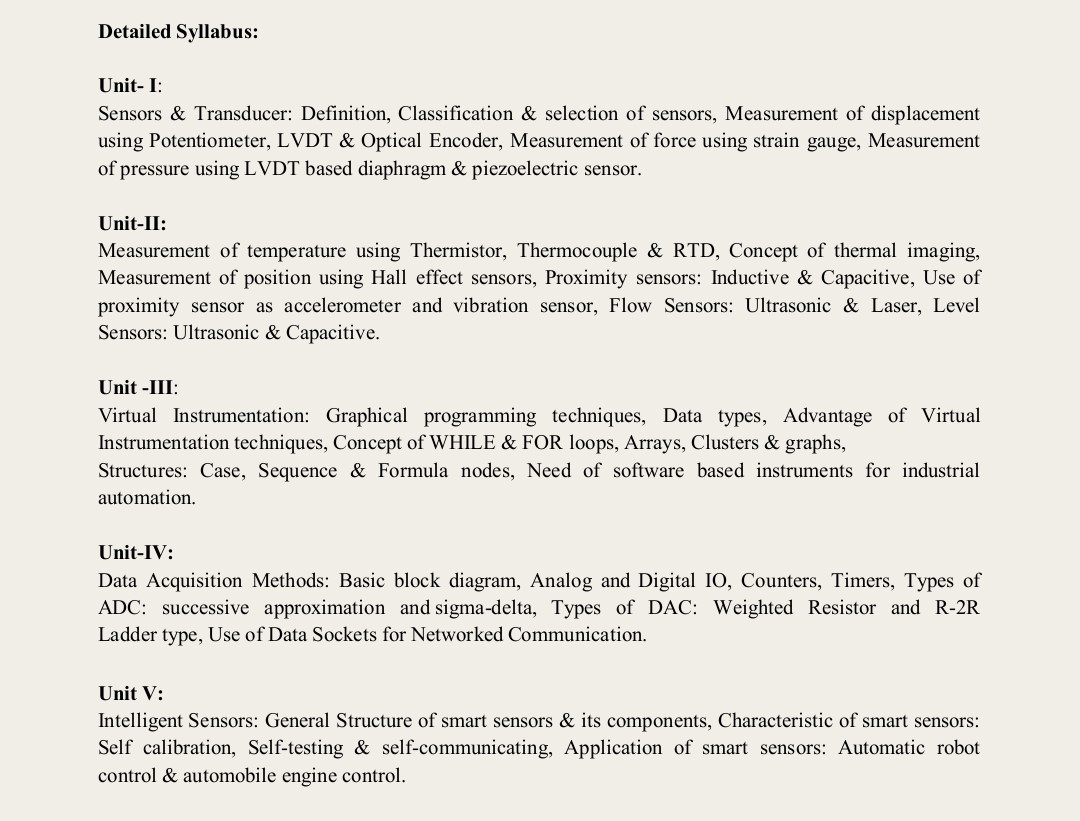 Detailed Syllabus:
Unit- I:
Sensors & Transducer: Definition, Classification & selection of sensors, Measurement of displacement
using Potentiometer, LVDT & Optical Encoder, Measurement of force using strain gauge, Measurement
of pressure using LVDT based diaphragm & piezoelectric sensor.
Unit-II:
Measurement of temperature using Thermistor, Thermocouple & RTD, Concept of thermal imaging,
Measurement of position using Hall effect sensors, Proximity sensors: Inductive & Capacitive, Use of
proximity sensor as accelerometer and vibration sensor, Flow Sensors: Ultrasonic & Laser, Level
Sensors: Ultrasonic & Capacitive.
Unit -III:
Virtual Instrumentation: Graphical programming techniques, Data types, Advantage of Virtual
Instrumentation techniques, Concept of WHILE & FOR loops, Arrays, Clusters & graphs,
Structures: Case, Sequence & Formula nodes, Need of software based instruments for industrial
automation.
Unit-IV:
Data Acquisition Methods: Basic block diagram, Analog and Digital IO, Counters, Timers, Types of
ADC: successive approximation and sigma-delta, Types of DAC: Weighted Resistor and R-2R
Ladder type, Use of Data Sockets for Networked Communication.
Unit V:
Intelligent Sensors: General Structure of smart sensors & its components, Characteristic of smart sensors:
Self calibration, Self-testing & self-communicating, Application of smart sensors: Automatic robot
control & automobile engine control.